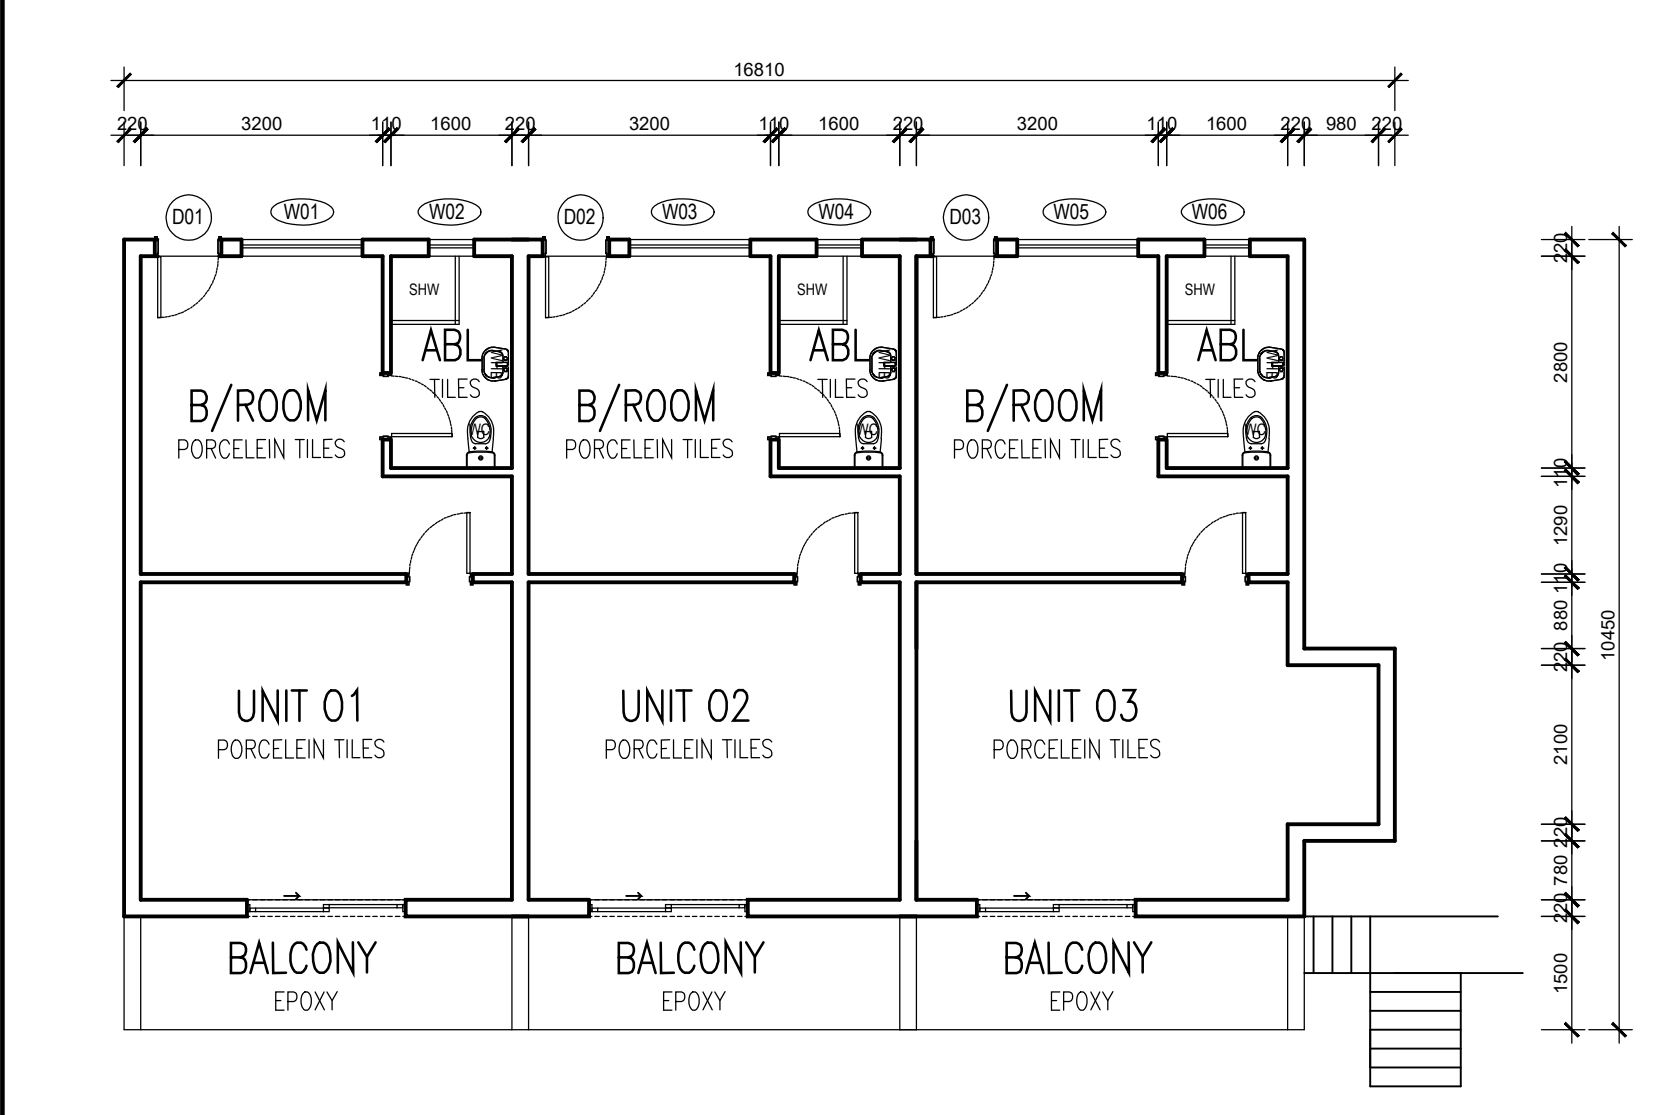 16810
220 3200 110 1600 220 3200 110 1600 220 3200 110 1600 220 980 220
D01 W01 W02 D02 W03 W04 D03 W05 W06
220
SHW SHW SHW
ABL ABL ABL
WHB WHB WHB
2800
TILES TILES TILES
B/ROOM B/ROOM B/ROOM
WC WC WC
PORCELEIN TILES PORCELEIN TILES PORCELEIN TILES
110
1290
110
880
10450
220
UNIT 01 UNIT 02 UNIT 03
PORCELEIN TILES PORCELEIN TILES PORCELEIN TILES
2100
220
780
220
BALCONY BALCONY BALCONY
1500
EPOXY EPOXY EPOXY